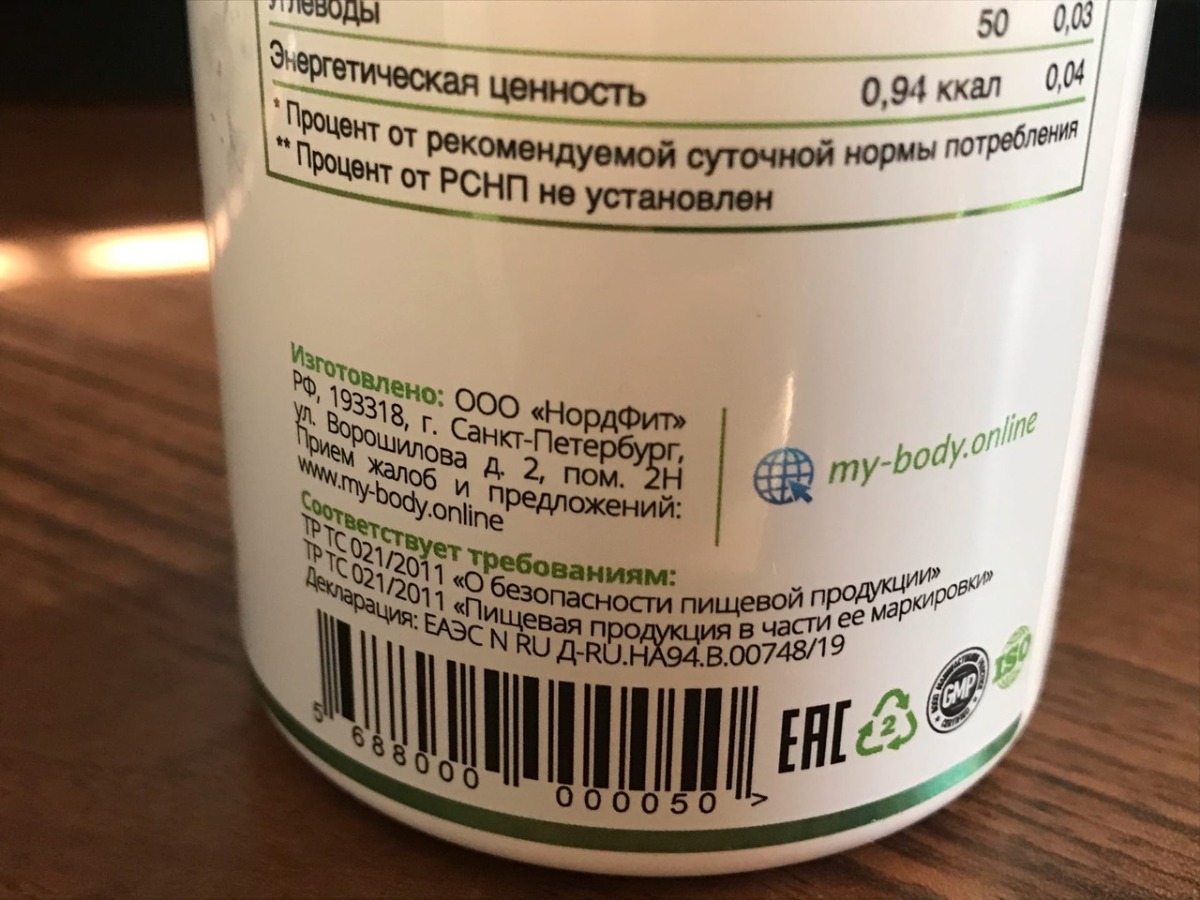 Углеводы 50 0,03
Энергетическая ценность 0,94 ккал 0,04
* Процент от рекомендуемой суточной нормы потребления
** Процент от РСНП не установлен
Изготовлено: ООО «НордФит»
РФ, 193318, г. Санкт-Петербург,
ул. Ворошилова д. 2, пом. 2Н
Прием жалоб и предложений:
www.my-body.online
my-body.online
Соответствует требованиям:
ТР ТС 021/2011 «О безопасности пищевой продукции»
ТР ТС 021/2011 «Пищевая продукция в части ее маркировки»
Декларация: ЕАЭС N RU Д-RU.НА94.В.00748/19
5 688000 000050 >
EAC
2
GMP
ISO